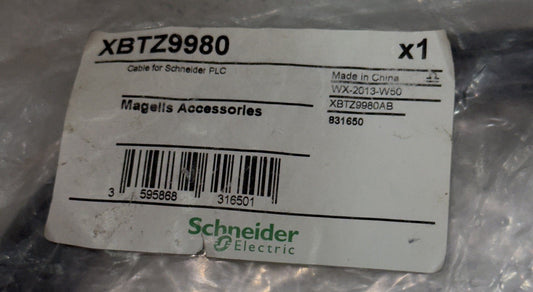 XBTZ9980 x1
Cable for Schneider PLC
Made in China
WX-2013-W50
Magelis Accessories
XBTZ9980AB
831650
3 595868 316501
Schneider
Electric